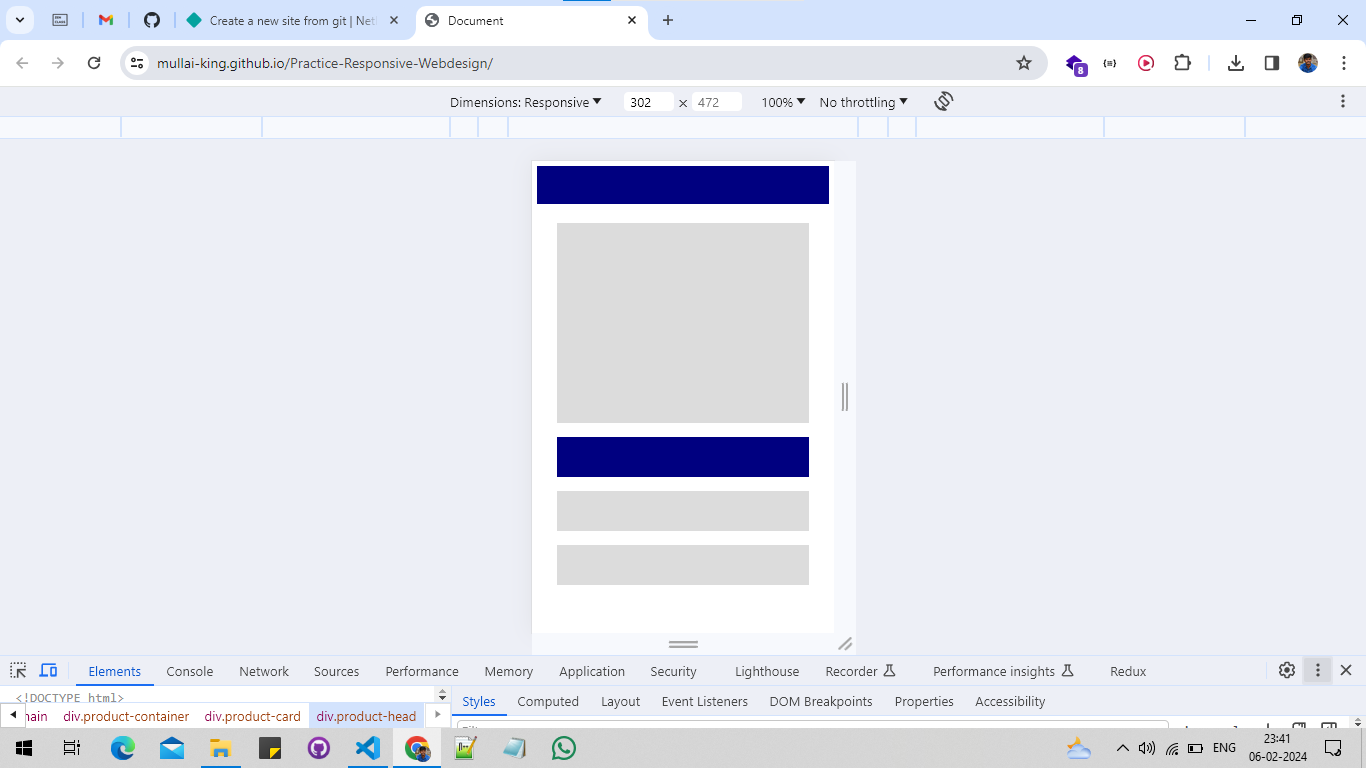 Create a new site from git | Netl
Document
mullai-king.github.io/Practice-Responsive-Webdesign/
8
Dimensions: Responsive 302 × 472 100% No throttling
Elements Console Network Sources Performance Memory Application Security Lighthouse Recorder Performance insights Redux
<!DOCTYPE html>
Styles Computed Layout Event Listeners DOM Breakpoints Properties Accessibility
nain div.product-container div.product-card div.product-head
ENG
23:41
06-02-2024